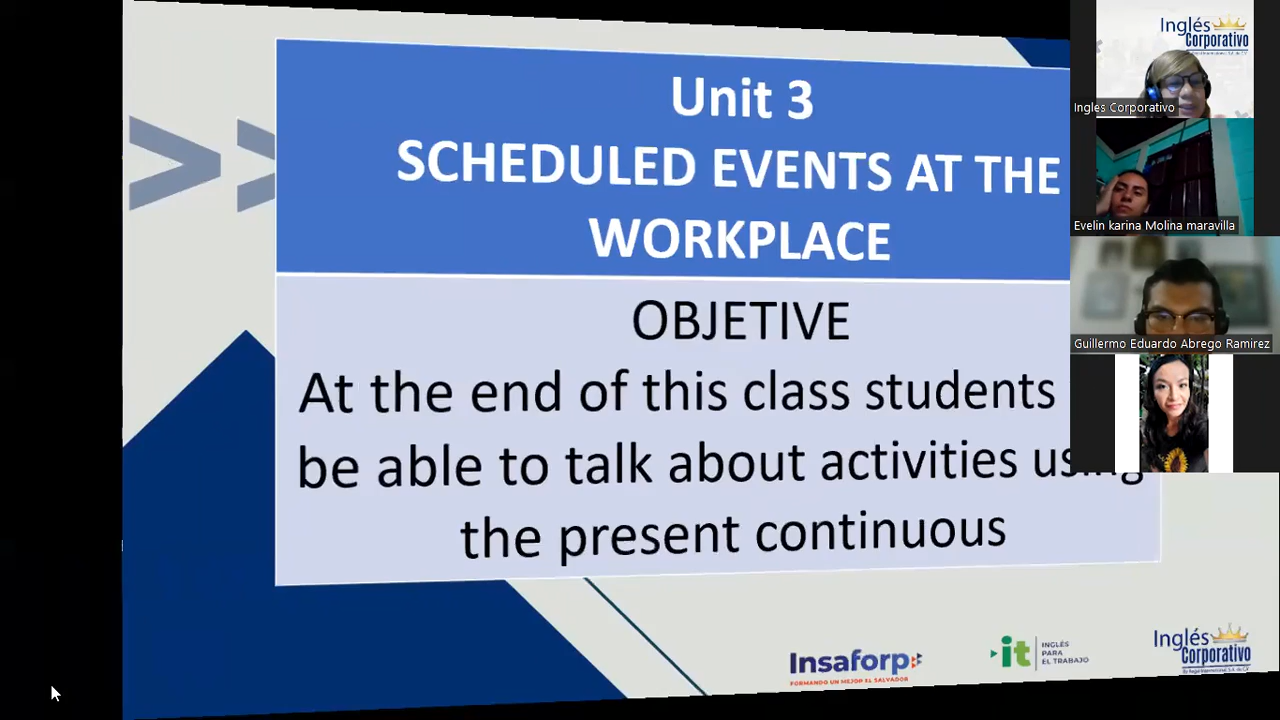 Unit 3
SCHEDULED EVENTS AT THE
WORKPLACE
OBJETIVE
At the end of this class students
be able to talk about activities using
the present continuous
Insaforp
FORMANDO UN MEJOR EL SALVADOR
it
INGLÉS
PARA
EL TRABAJO
Inglés
Corporativo
Inglés
Corporativo
Ingles Corporativo
Evelin karina Molina maravilla
Guillermo Eduardo Abrego Ramirez